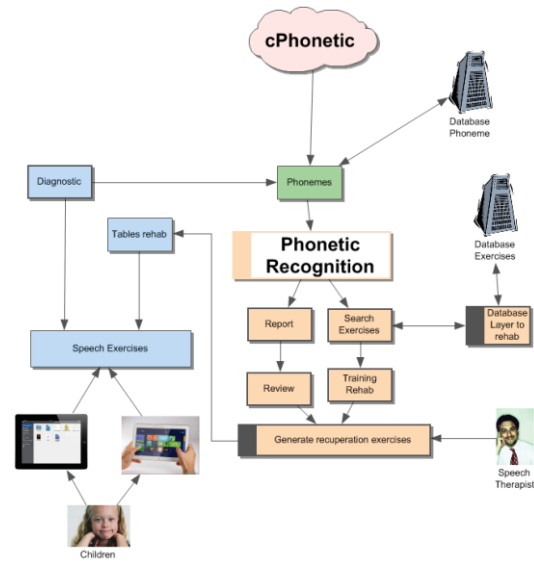 cPhonetic
Database
Phoneme
Diagnostic
Phonemes
Tables rehab
Phonetic
Recognition
Database
Exercises
Report
Search
Exercises
Database
Layer to
rehab
Speech Exercises
Review
Training
Rehab
Generate recuperation exercises
Speech
Therapist
Children